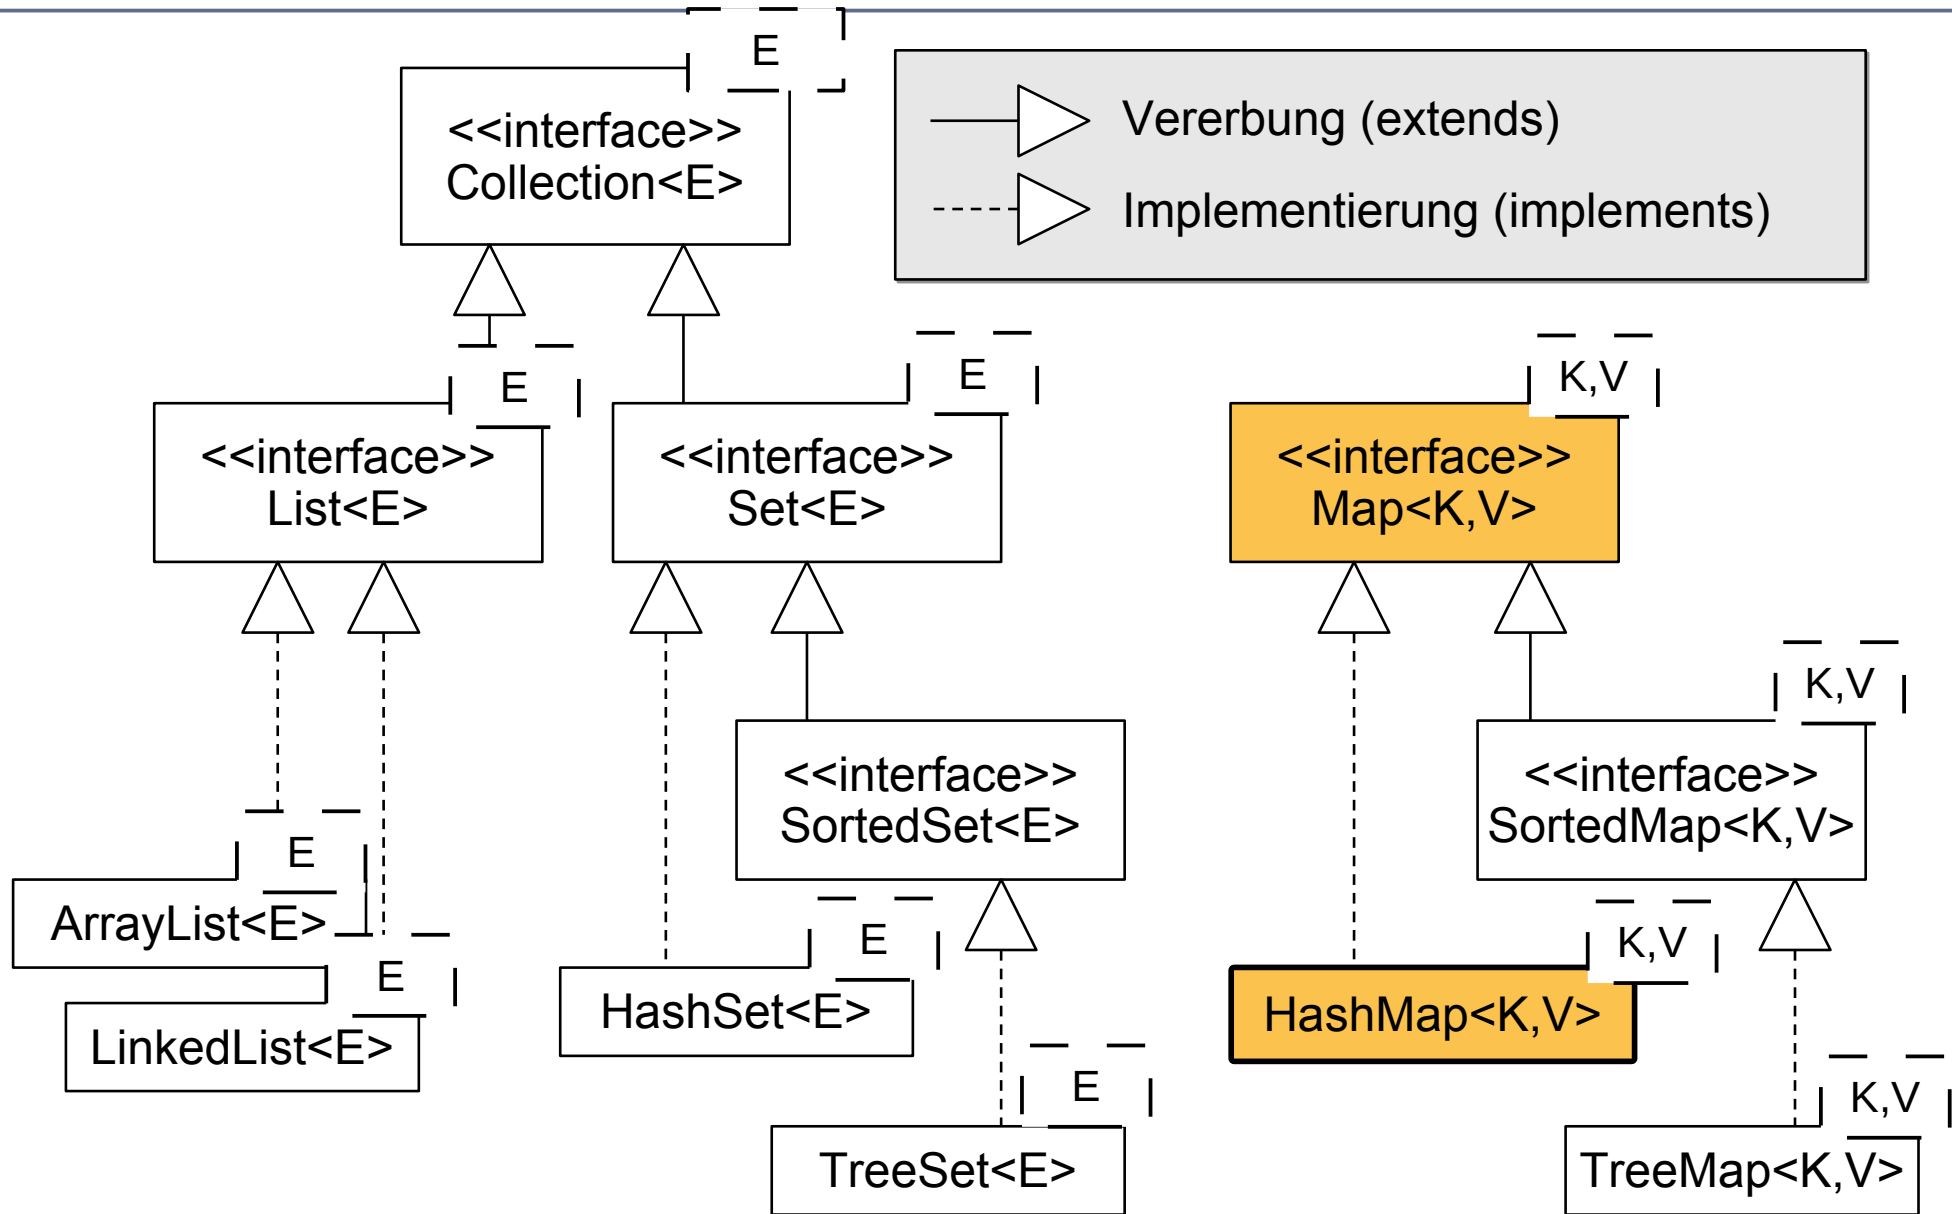 E
<<interface>>
Collection<E>
Vererbung (extends)
Implementierung (implements)
E
<<interface>>
List<E>
E
<<interface>>
Set<E>
K,V
<<interface>>
Map<K,V>
<<interface>>
SortedSet<E>
K,V
<<interface>>
SortedMap<K,V>
E
ArrayList<E>
E
LinkedList<E>
E
HashSet<E>
K,V
HashMap<K,V>
E
TreeSet<E>
K,V
TreeMap<K,V>